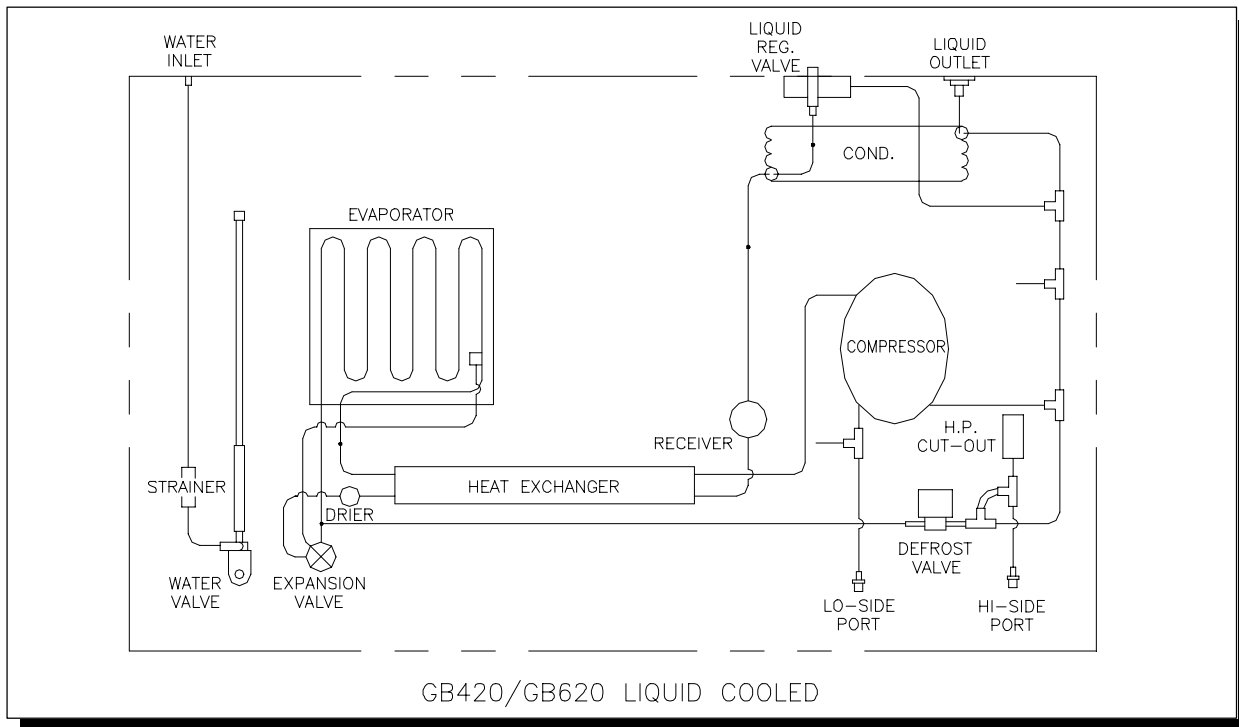 WATER
INLET
LIQUID
REG.
VALVE
LIQUID
OUTLET
COND.
EVAPORATOR
COMPRESSOR
H.P.
CUT-OUT
RECEIVER
STRAINER
HEAT EXCHANGER
DRIER
DEFROST
VALVE
WATER
VALVE
EXPANSION
VALVE
LO-SIDE
PORT
HI-SIDE
PORT
GB420/GB620 LIQUID COOLED